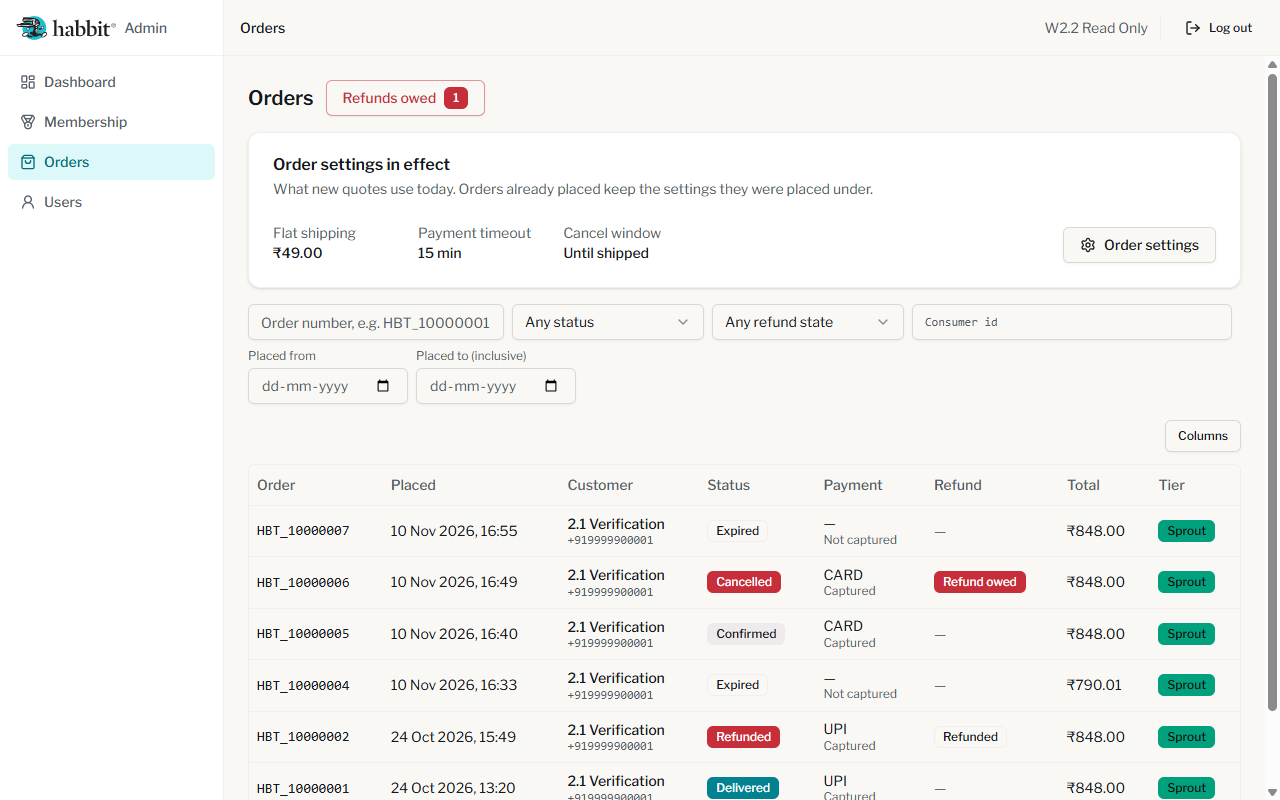 habbit® Admin
Orders
W2.2 Read Only
Log out
Dashboard
Membership
Orders
Users
Orders
Refunds owed 1
Order settings in effect
What new quotes use today. Orders already placed keep the settings they were placed under.
Flat shipping
₹49.00
Payment timeout
15 min
Cancel window
Until shipped
Order settings
Order number, e.g. HBT_10000001
Any status
Any refund state
Consumer id
Placed from
dd-mm-yyyy
Placed to (inclusive)
dd-mm-yyyy
Columns
Order Placed Customer Status Payment Refund Total Tier
HBT_10000007 10 Nov 2026, 16:55 2.1 Verification Expired — — ₹848.00 Sprout
+919999900001 Not captured
HBT_10000006 10 Nov 2026, 16:49 2.1 Verification Cancelled CARD Refund owed ₹848.00 Sprout
+919999900001 Captured
HBT_10000005 10 Nov 2026, 16:40 2.1 Verification Confirmed CARD — ₹848.00 Sprout
+919999900001 Captured
HBT_10000004 10 Nov 2026, 16:33 2.1 Verification Expired — — ₹790.01 Sprout
+919999900001 Not captured
HBT_10000002 24 Oct 2026, 15:49 2.1 Verification Refunded UPI Refunded ₹848.00 Sprout
+919999900001 Captured
HBT_10000001 24 Oct 2026, 13:20 2.1 Verification Delivered UPI — ₹848.00 Sprout
+919999900001 Captured